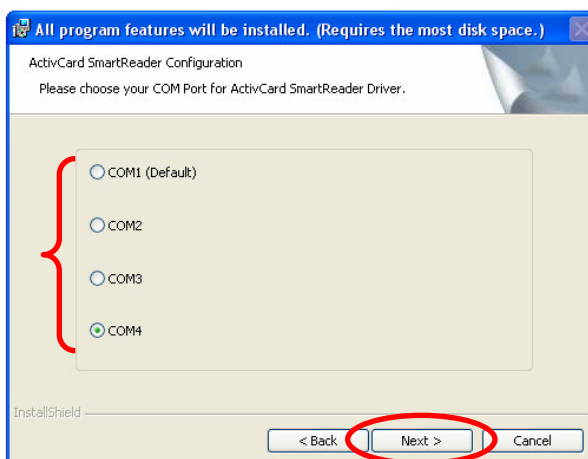 All program features will be installed. (Requires the most disk space.)
ActivCard SmartReader Configuration
Please choose your COM Port for ActivCard SmartReader Driver.
COM1 (Default)
COM2
COM3
COM4
InstallShield
< Back
Next >
Cancel